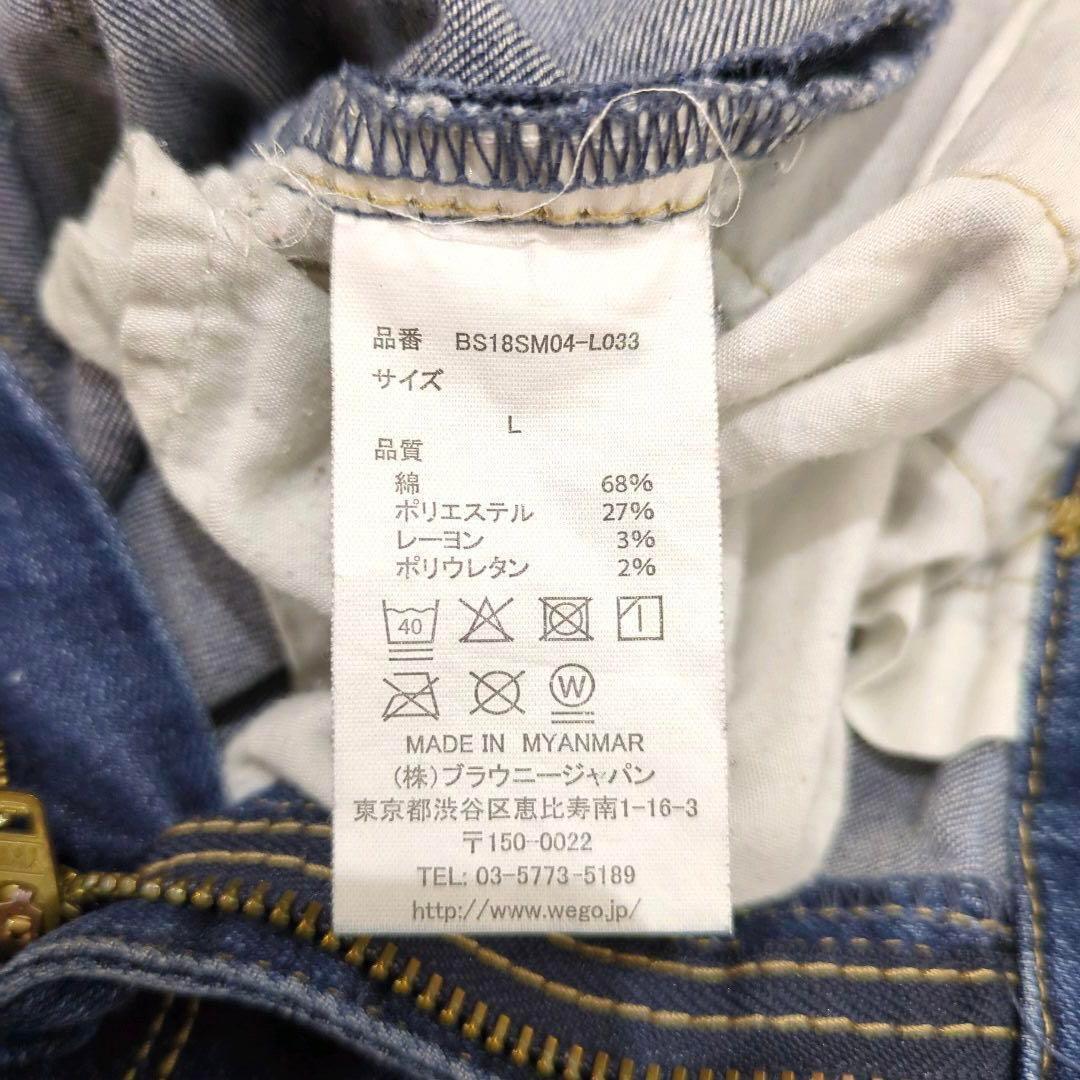 品番 BS18SM04-L033
サイズ
L
品質
綿 68%
ポリエステル 27%
レーヨン 3%
ポリウレタン 2%
40
W
MADE IN MYANMAR
(株)ブラウニージャパン
東京都渋谷区恵比寿南1-16-3
〒150-0022
TEL: 03-5773-5189
http://www.wego.jp/